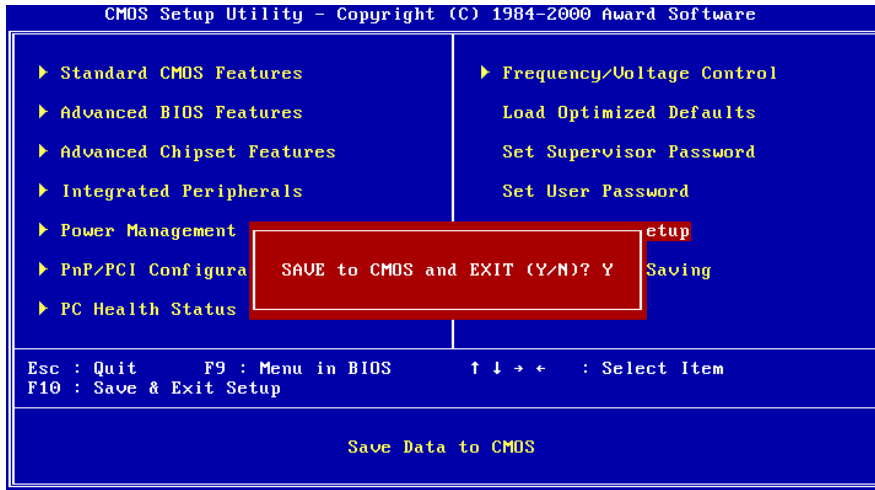 CMOS Setup Utility - Copyright (C) 1984-2000 Award Software
Standard CMOS Features
Advanced BIOS Features
Advanced Chipset Features
Integrated Peripherals
Power Management
PnP/PCI Configura
PC Health Status
Frequency/Voltage Control
Load Optimized Defaults
Set Supervisor Password
Set User Password
etup
Saving
SAVE to CMOS and EXIT (Y/N)? Y
Esc : Quit F9 : Menu in BIOS ↑ ↓ → ← : Select Item
F10 : Save & Exit Setup
Save Data to CMOS